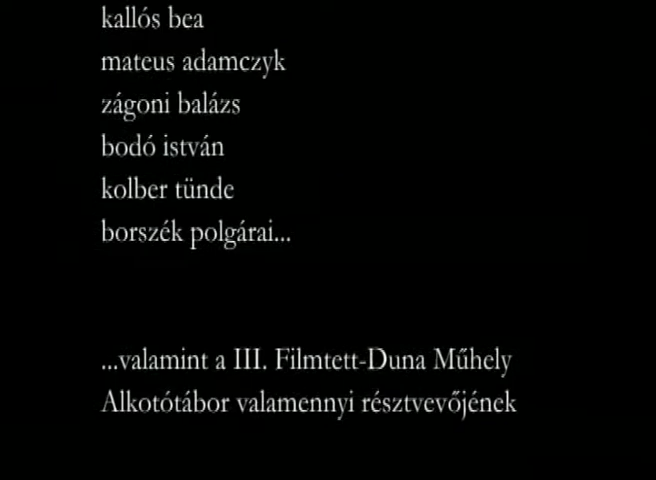 kallós bea
mateus adamczyk
zágoni balázs
bodó istván
kolber tünde
borszék polgárai...
...valamint a III. Filmtett-Duna Műhely
Alkotótábor valamennyi résztvevőjének